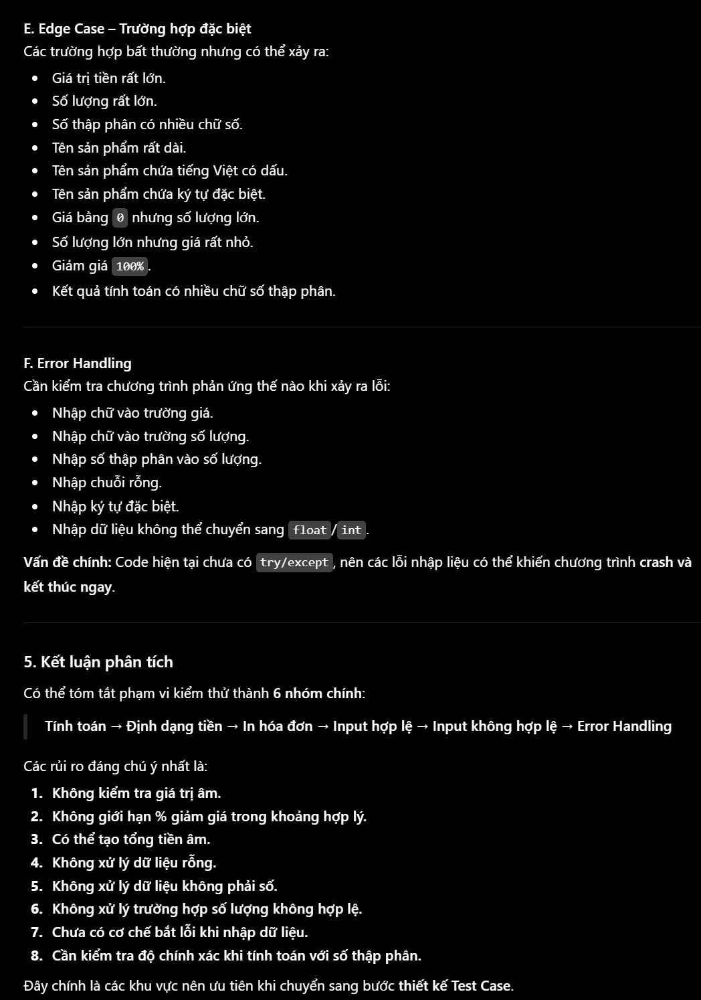 E. Edge Case – Trường hợp đặc biệt
Các trường hợp bất thường nhưng có thể xảy ra:
• Giá trị tiền rất lớn.
• Số lượng rất lớn.
• Số thập phân có nhiều chữ số.
• Tên sản phẩm rất dài.
• Tên sản phẩm chứa tiếng Việt có dấu.
• Tên sản phẩm chứa ký tự đặc biệt.
• Giá bằng 0 nhưng số lượng lớn.
• Số lượng lớn nhưng giá rất nhỏ.
• Giảm giá 100%.
• Kết quả tính toán có nhiều chữ số thập phân.
F. Error Handling
Cần kiểm tra chương trình phản ứng thế nào khi xảy ra lỗi:
• Nhập chữ vào trường giá.
• Nhập chữ vào trường số lượng.
• Nhập số thập phân vào số lượng.
• Nhập chuỗi rỗng.
• Nhập ký tự đặc biệt.
• Nhập dữ liệu không thể chuyển sang float/int.
Vấn đề chính: Code hiện tại chưa có try/except, nên các lỗi nhập liệu có thể khiến chương trình crash và
kết thúc ngay.
5. Kết luận phân tích
Có thể tóm tắt phạm vi kiểm thử thành 6 nhóm chính:
Tính toán → Định dạng tiền → In hóa đơn → Input hợp lệ → Input không hợp lệ → Error Handling
Các rủi ro đáng chú ý nhất là:
1. Không kiểm tra giá trị âm.
2. Không giới hạn % giảm giá trong khoảng hợp lý.
3. Có thể tạo tổng tiền âm.
4. Không xử lý dữ liệu rỗng.
5. Không xử lý dữ liệu không phải số.
6. Không xử lý trường hợp số lượng không hợp lệ.
7. Chưa có cơ chế bắt lỗi khi nhập dữ liệu.
8. Cần kiểm tra độ chính xác khi tính toán với số thập phân.
Đây chính là các khu vực nên ưu tiên khi chuyển sang bước thiết kế Test Case.